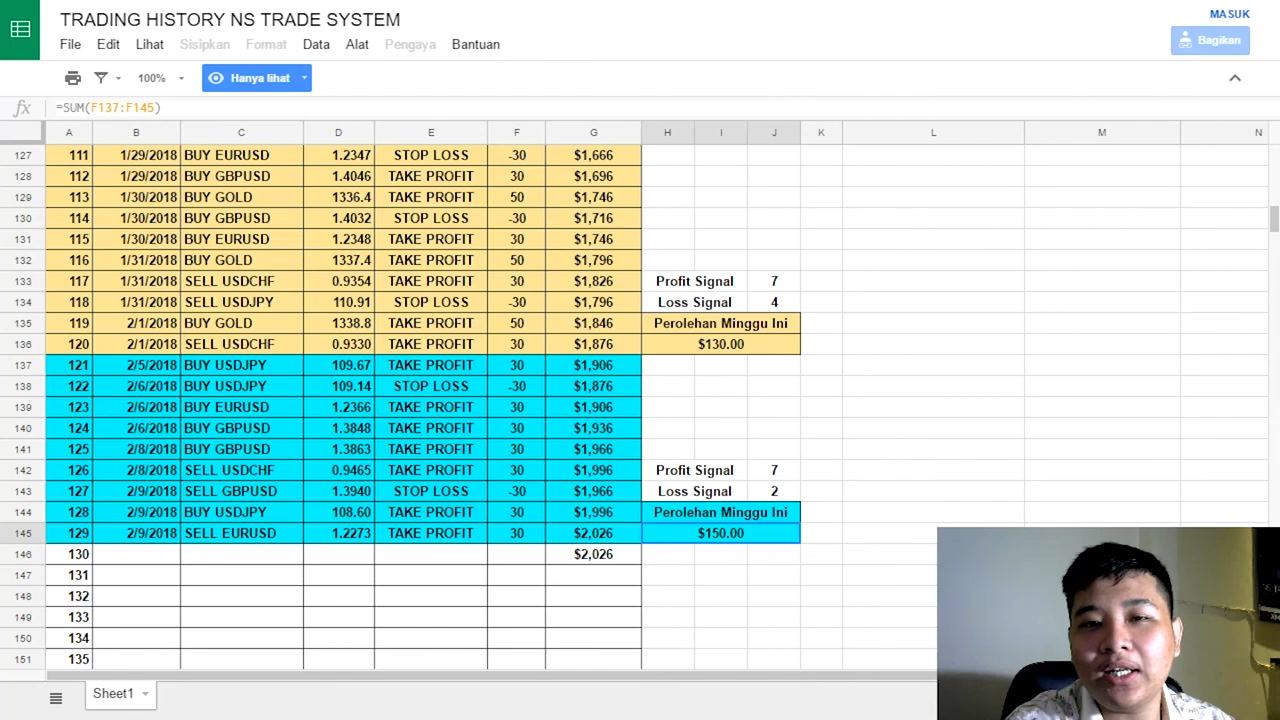 TRADING HISTORY NS TRADE SYSTEM
MASUK
File Edit Lihat Sisipkan Format Data Alat Pengaya Bantuan
Bagikan
100% Hanya lihat
fx =SUM(F137:F145)
A B C D E F G H I J K L M N
127 111 1/29/2018 BUY EURUSD 1.2347 STOP LOSS -30 $1,666
128 112 1/29/2018 BUY GBPUSD 1.4046 TAKE PROFIT 30 $1,696
129 113 1/30/2018 BUY GOLD 1336.4 TAKE PROFIT 50 $1,746
130 114 1/30/2018 BUY GBPUSD 1.4032 STOP LOSS -30 $1,716
131 115 1/30/2018 BUY EURUSD 1.2348 TAKE PROFIT 30 $1,746
132 116 1/31/2018 BUY GOLD 1337.4 TAKE PROFIT 50 $1,796
133 117 1/31/2018 SELL USDCHF 0.9354 TAKE PROFIT 30 $1,826 Profit Signal 7
134 118 1/31/2018 SELL USDJPY 110.91 STOP LOSS -30 $1,796 Loss Signal 4
135 119 2/1/2018 BUY GOLD 1338.8 TAKE PROFIT 50 $1,846 Perolehan Minggu Ini
136 120 2/1/2018 SELL USDCHF 0.9330 TAKE PROFIT 30 $1,876 $130.00
137 121 2/5/2018 BUY USDJPY 109.67 TAKE PROFIT 30 $1,906
138 122 2/6/2018 BUY USDJPY 109.14 STOP LOSS -30 $1,876
139 123 2/6/2018 BUY EURUSD 1.2366 TAKE PROFIT 30 $1,906
140 124 2/6/2018 BUY GBPUSD 1.3848 TAKE PROFIT 30 $1,936
141 125 2/8/2018 BUY GBPUSD 1.3863 TAKE PROFIT 30 $1,966
142 126 2/8/2018 SELL USDCHF 0.9465 TAKE PROFIT 30 $1,996 Profit Signal 7
143 127 2/9/2018 SELL GBPUSD 1.3940 STOP LOSS -30 $1,966 Loss Signal 2
144 128 2/9/2018 BUY USDJPY 108.60 TAKE PROFIT 30 $1,996 Perolehan Minggu Ini
145 129 2/9/2018 SELL EURUSD 1.2273 TAKE PROFIT 30 $2,026 $150.00
146 130 $2,026
147 131
148 132
149 133
150 134
151 135
Sheet1